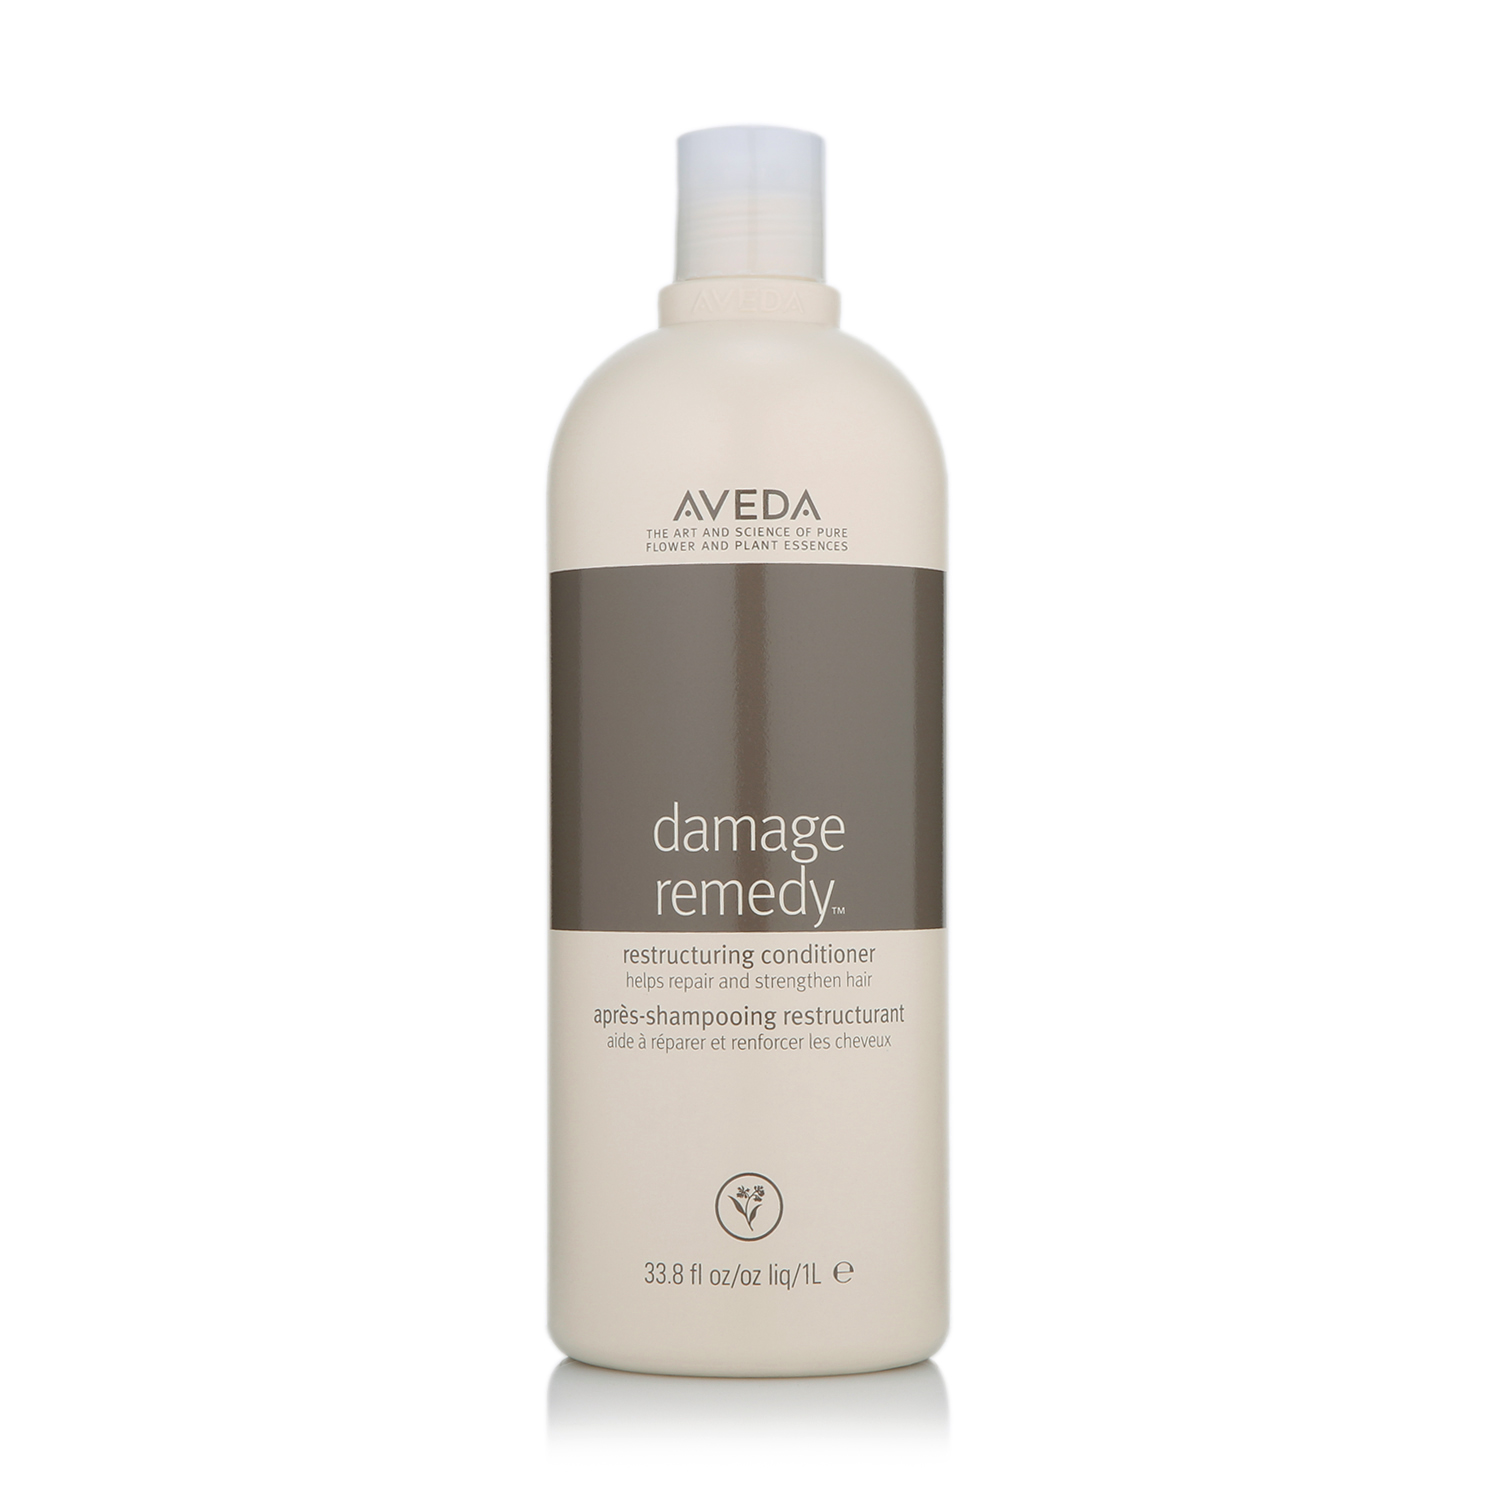 AVEDA
AVEDA
THE ART AND SCIENCE OF PURE
FLOWER AND PLANT ESSENCES
damage
remedy™
restructuring conditioner
helps repair and strengthen hair
après-shampooing restructurant
aide à réparer et renforcer les cheveux
33.8 fl oz/oz liq/1L ℮